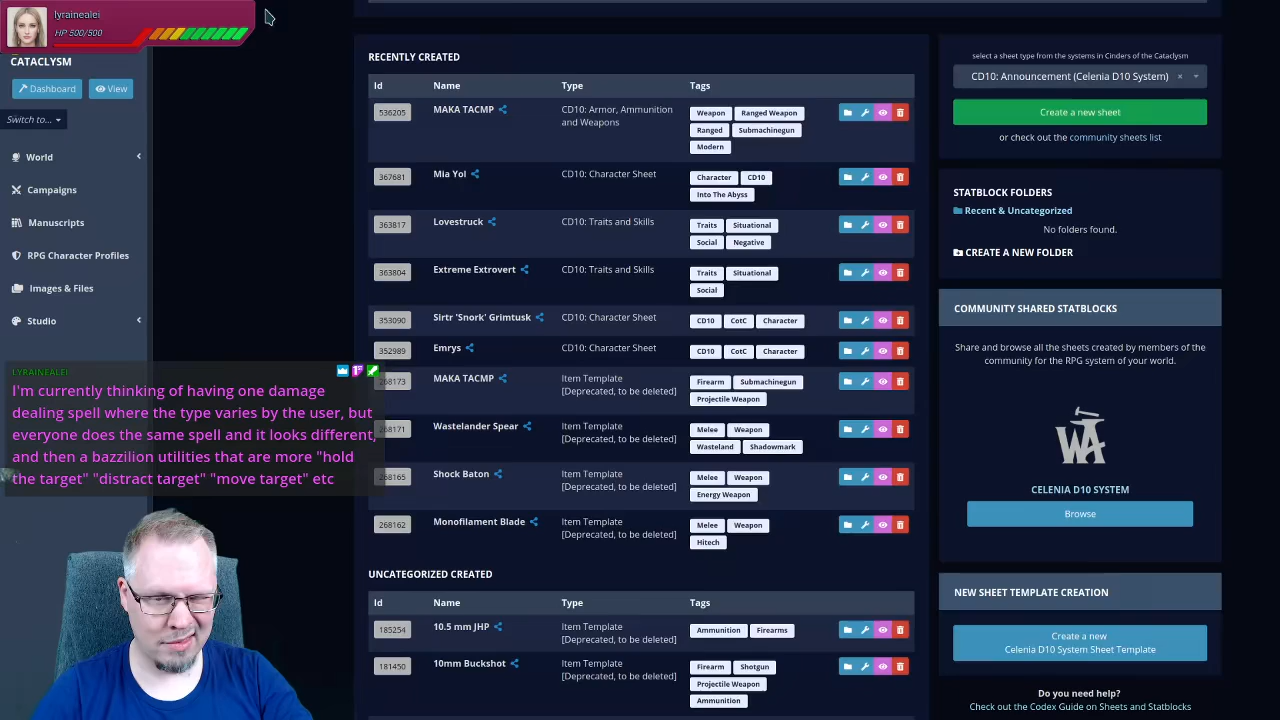 lyrainealei
HP 500/500
CATACLYSM
Dashboard View
Switch to...
World
Campaigns
Manuscripts
RPG Character Profiles
Images & Files
Studio
LYRAINEALEI
I'm currently thinking of having one damage
dealing spell where the type varies by the user, but
everyone does the same spell and it looks different,
and then a bazzilion utilities that are more "hold
the target" "distract target" "move target" etc
RECENTLY CREATED
Id Name Type Tags
536205 MAKA TACMP CD10: Armor, Ammunition
and Weapons
Weapon Ranged Weapon
Ranged Submachinegun
Modern
367681 Mia Yol CD10: Character Sheet Character CD10
Into The Abyss
363817 Lovestruck CD10: Traits and Skills Traits Situational
Social Negative
363804 Extreme Extrovert CD10: Traits and Skills Traits Situational
Social
353090 Slrtr 'Snork' Grimtusk CD10: Character Sheet CD10 CotC Character
352989 Emrys CD10: Character Sheet CD10 CotC Character
268173 MAKA TACMP Item Template
[Deprecated, to be deleted]
Firearm Submachinegun
Projectile Weapon
268171 Wastelander Spear Item Template
[Deprecated, to be deleted]
Melee Weapon
Wasteland Shadowmark
268165 Shock Baton Item Template
[Deprecated, to be deleted]
Melee Weapon
Energy Weapon
268162 Monofilament Blade Item Template
[Deprecated, to be deleted]
Melee Weapon
Hitech
UNCATEGORIZED CREATED
Id Name Type Tags
185254 10.5 mm JHP Item Template
[Deprecated, to be deleted]
Ammunition Firearms
181450 10mm Buckshot Item Template
[Deprecated, to be deleted]
Firearm Shotgun
Projectile Weapon
Ammunition
select a sheet type from the systems in Cinders of the Cataclysm
CD10: Announcement (Celenia D10 System) ×
Create a new sheet
or check out the community sheets list
STATBLOCK FOLDERS
Recent & Uncategorized
No folders found.
CREATE A NEW FOLDER
COMMUNITY SHARED STATBLOCKS
Share and browse all the sheets created by members of the
community for the RPG system of your world.
WA
CELENIA D10 SYSTEM
Browse
NEW SHEET TEMPLATE CREATION
Create a new
Celenia D10 System Sheet Template
Do you need help?
Check out the Codex Guide on Sheets and Statblocks